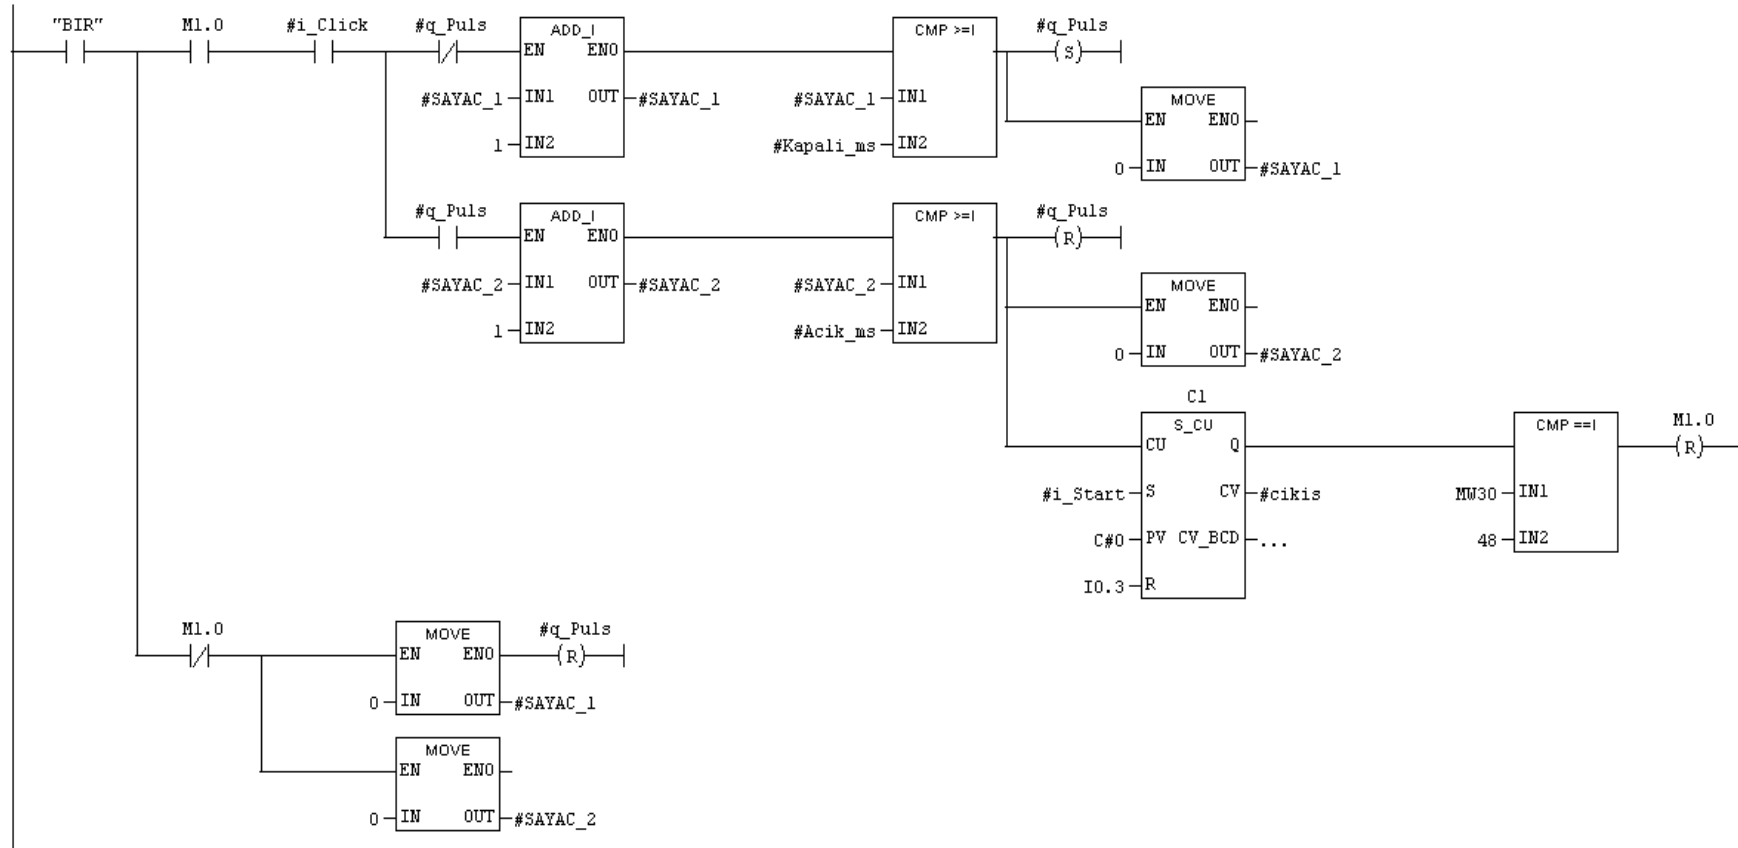 "BIR" M1.0 #i_Click #q_Puls ADD_I CMP >=I #q_Puls
EN ENO (S)
#SAYAC_1 IN1 OUT #SAYAC_1 #SAYAC_1 IN1 MOVE
EN ENO
1 IN2 #Kapali_ms IN2
0 IN OUT #SAYAC_1
#q_Puls ADD_I CMP >=I #q_Puls
EN ENO (R)
#SAYAC_2 IN1 OUT #SAYAC_2 #SAYAC_2 IN1 MOVE
EN ENO
1 IN2 #Acik_ms IN2
0 IN OUT #SAYAC_2
C1
S_CU CMP ==I M1.0
CU Q (R)
#i_Start S CV #cikis MW30 IN1
C#0 PV CV_BCD ... 48 IN2
I0.3 R
M1.0 MOVE #q_Puls
EN ENO (R)
0 IN OUT #SAYAC_1
MOVE
EN ENO
0 IN OUT #SAYAC_2